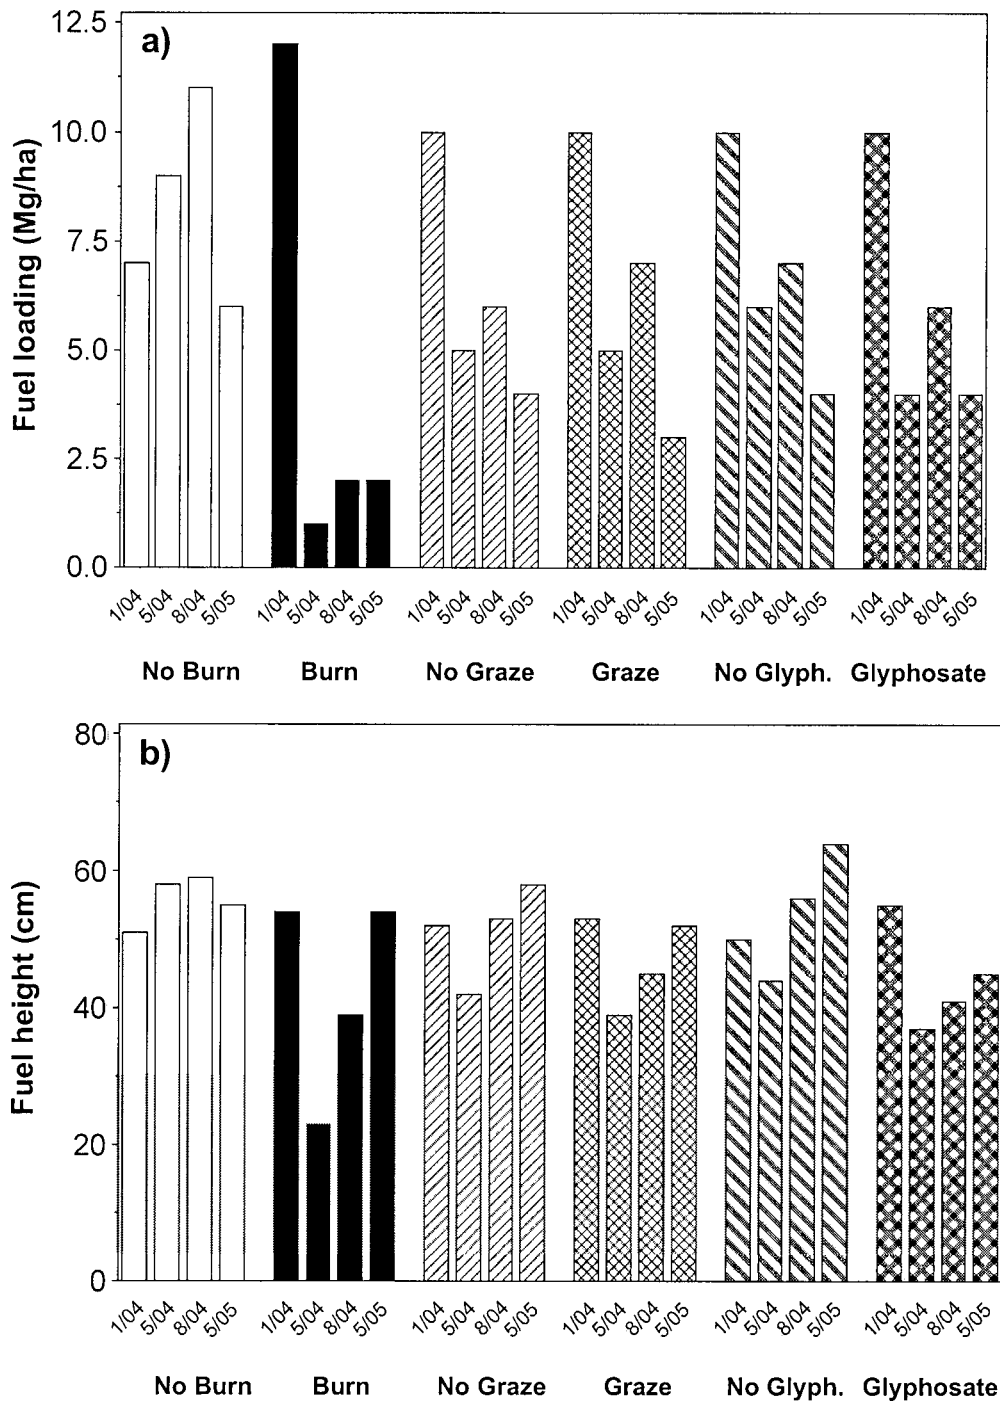 a)
Fuel loading (Mg/ha)
12.5
10.0
7.5
5.0
2.5
0.0
1/04 5/04 8/04 5/05 1/04 5/04 8/04 5/05 1/04 5/04 8/04 5/05 1/04 5/04 8/04 5/05 1/04 5/04 8/04 5/05 1/04 5/04 8/04 5/05
No Burn Burn No Graze Graze No Glyph. Glyphosate
b)
Fuel height (cm)
80
60
40
20
0
1/04 5/04 8/04 5/05 1/04 5/04 8/04 5/05 1/04 5/04 8/04 5/05 1/04 5/04 8/04 5/05 1/04 5/04 8/04 5/05 1/04 5/04 8/04 5/05
No Burn Burn No Graze Graze No Glyph. Glyphosate